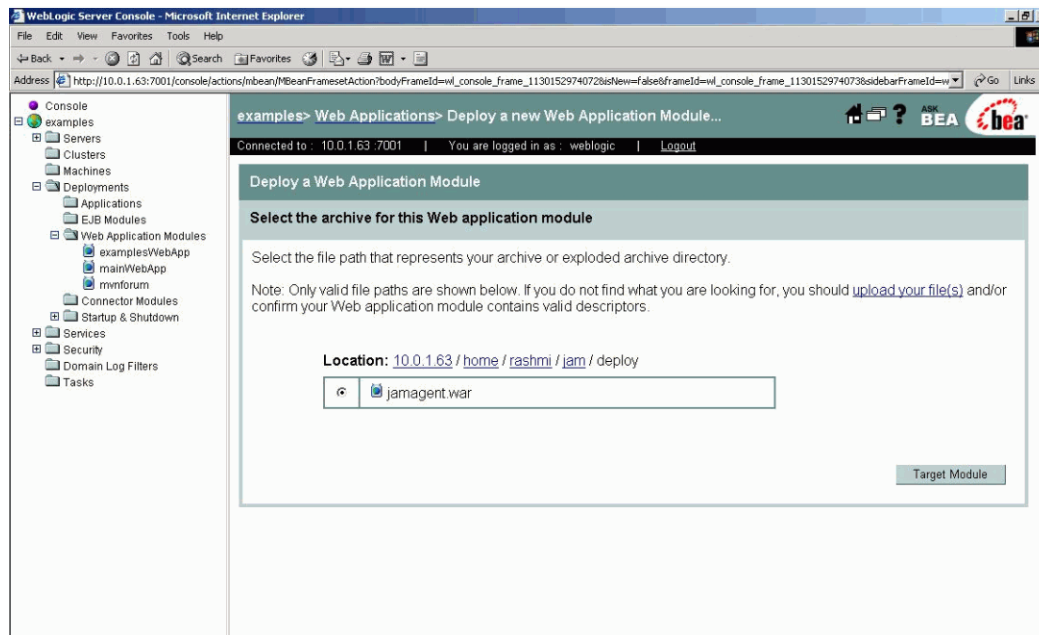 WebLogic Server Console - Microsoft Internet Explorer
File Edit View Favorites Tools Help
Back Search Favorites
Address http://10.0.1.63:7001/console/actions/mbean/MBeanFramesetAction?bodyFrameId=wl_console_frame_1130152974072&isNew=false&frameId=wl_console_frame_1130152974073&sidebarFrameId=w Go Links
Console
examples
Servers
Clusters
Machines
Deployments
Applications
EJB Modules
Web Application Modules
examplesWebApp
mainWebApp
mvnforum
Connector Modules
Startup & Shutdown
Services
Security
Domain Log Filters
Tasks
examples> Web Applications> Deploy a new Web Application Module...
? ASK BEA bea
Connected to : 10.0.1.63 :7001 | You are logged in as : weblogic | Logout
Deploy a Web Application Module
Select the archive for this Web application module
Select the file path that represents your archive or exploded archive directory.
Note: Only valid file paths are shown below. If you do not find what you are looking for, you should upload your file(s) and/or
confirm your Web application module contains valid descriptors.
Location: 10.0.1.63 / home / rashmi / jam / deploy
jamagent.war
Target Module